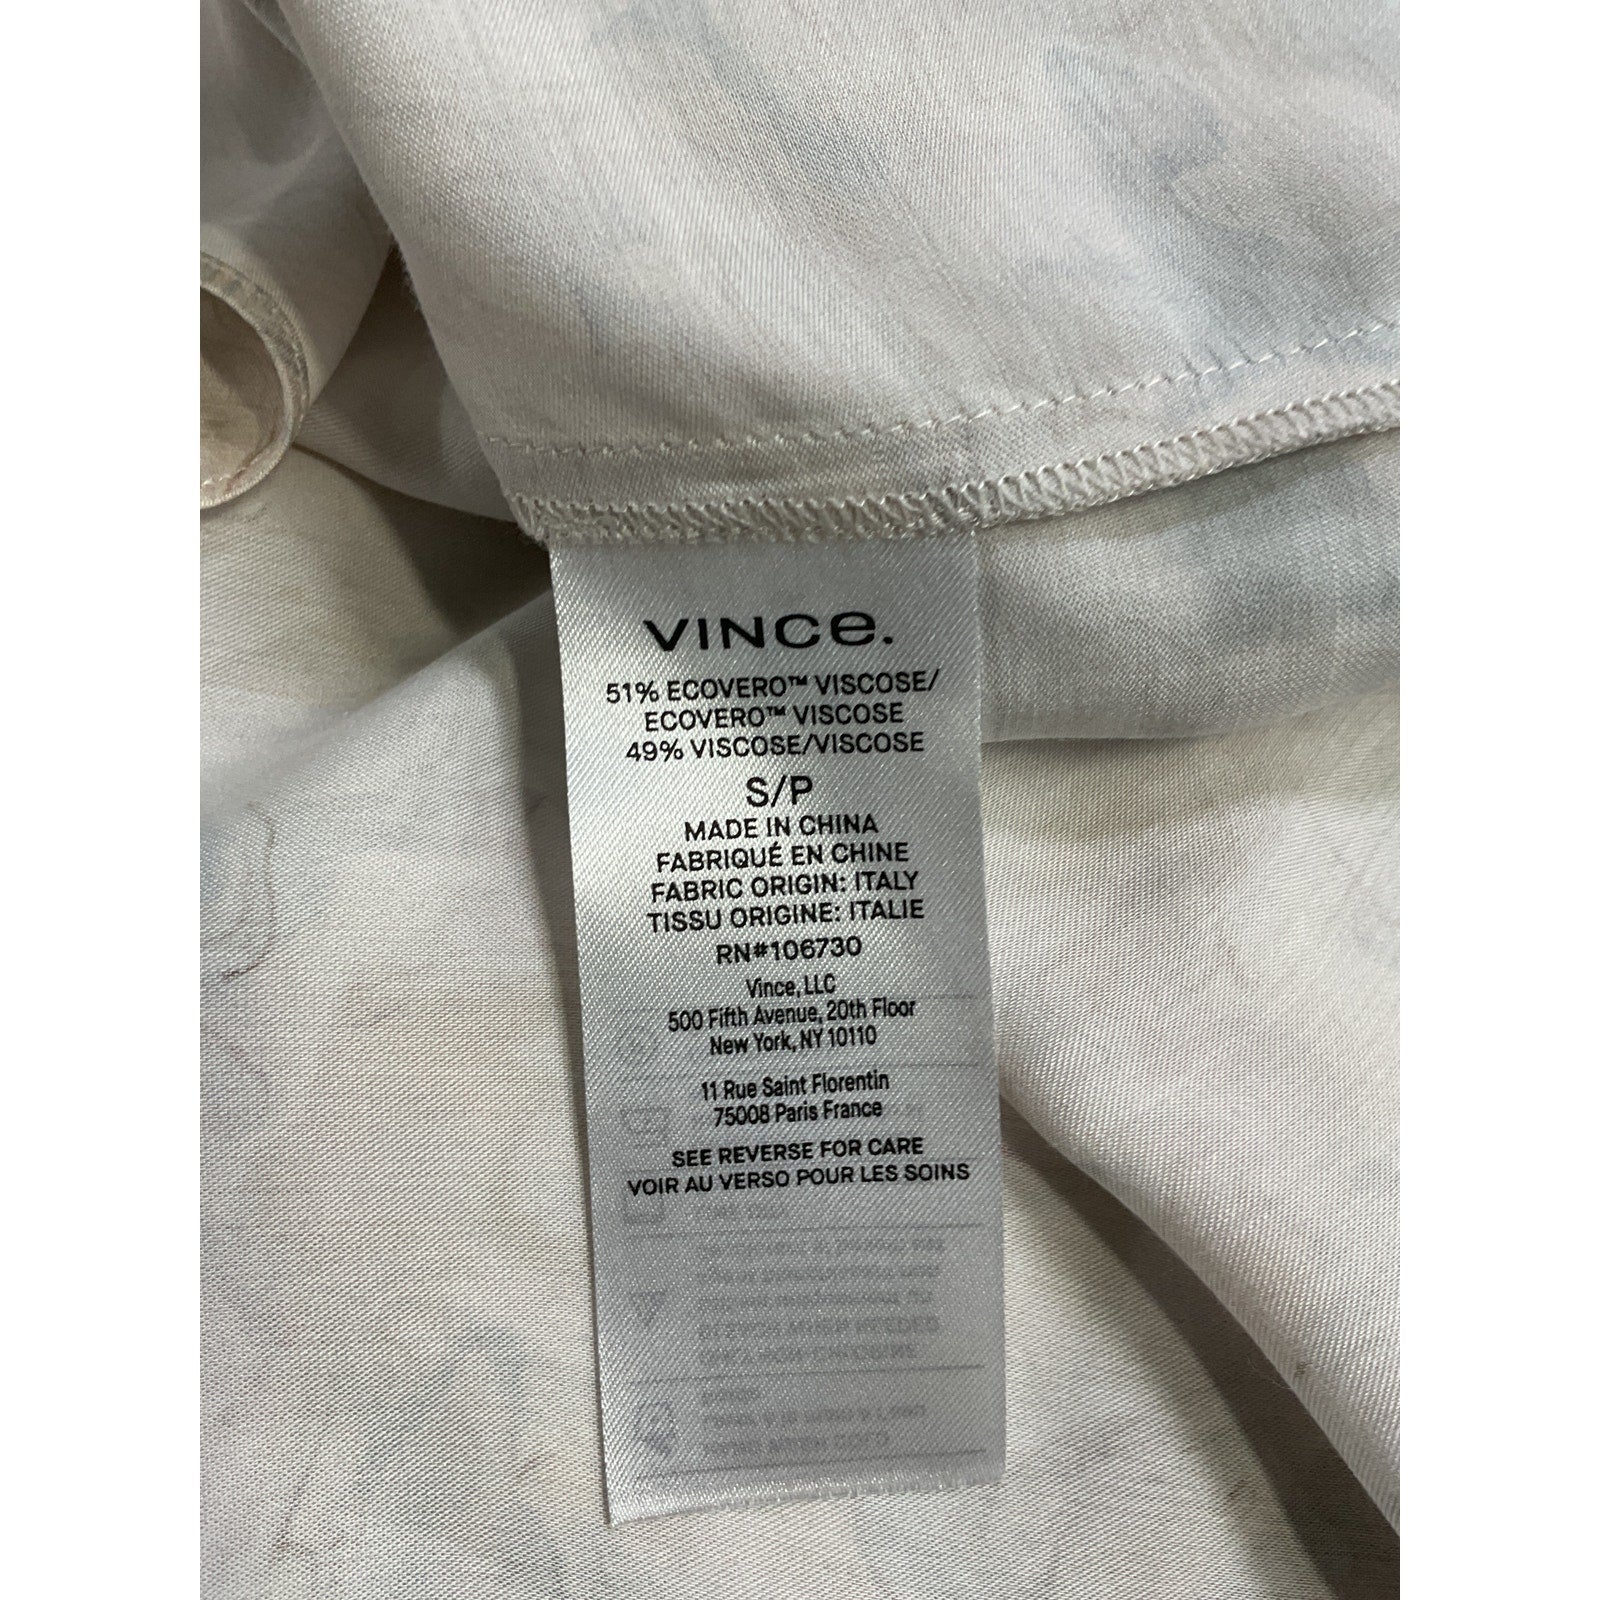 VINCE.
51% ECOVERO™ VISCOSE/
ECOVERO™ VISCOSE
49% VISCOSE/VISCOSE
S/P
MADE IN CHINA
FABRIQUÉ EN CHINE
FABRIC ORIGIN: ITALY
TISSU ORIGINE: ITALIE
RN#106730
Vince, LLC
500 Fifth Avenue, 20th Floor
New York, NY 10110
11 Rue Saint Florentin
75008 Paris France
SEE REVERSE FOR CARE
VOIR AU VERSO POUR LES SOINS